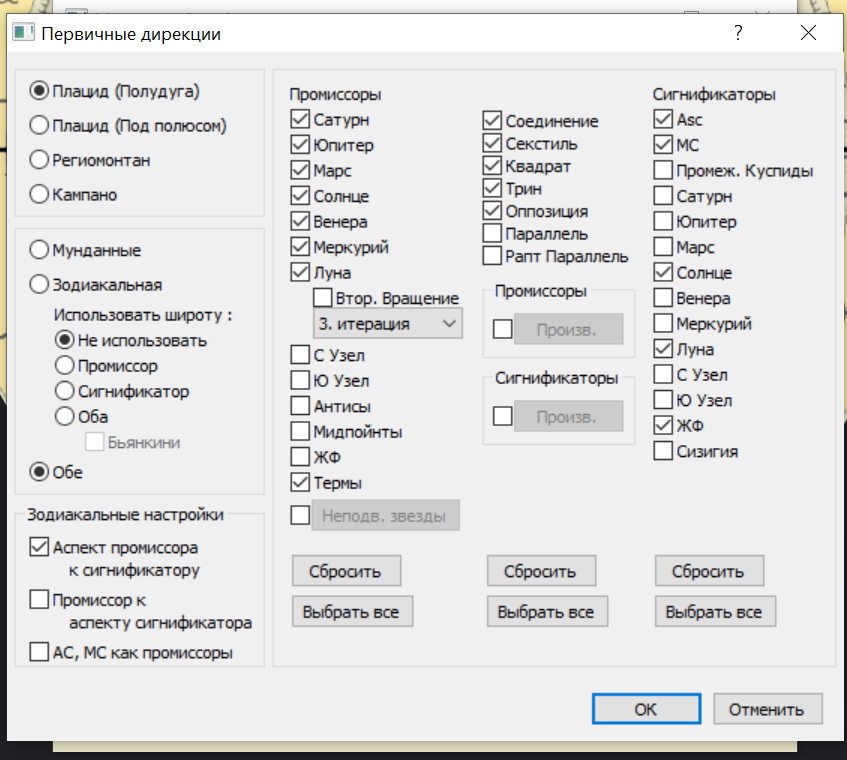 Первичные дирекции
?
Плацид (Полудуга)
Плацид (Под полюсом)
Региомонтан
Кампано
Мунданные
Зодиакальная
Использовать широту :
Не использовать
Промиссор
Сигнификатор
Оба
Бьянкини
Обе
Зодиакальные настройки
Аспект промиссора
к сигнификатору
Промиссор к
аспекту сигнификатора
АС, МС как промиссоры
Промиссоры
Сатурн
Юпитер
Марс
Солнце
Венера
Меркурий
Луна
Втор. Вращение
3. итерация
С Узел
Ю Узел
Антисы
Мидпойнты
ЖФ
Термы
Неподв. звезды
Сбросить
Выбрать все
Соединение
Секстиль
Квадрат
Трин
Оппозиция
Параллель
Рапт Параллель
Промиссоры
Произв.
Сигнификаторы
Произв.
Сбросить
Выбрать все
Сигнификаторы
Asc
MC
Промеж. Куспиды
Сатурн
Юпитер
Марс
Солнце
Венера
Меркурий
Луна
С Узел
Ю Узел
ЖФ
Сизигия
Сбросить
Выбрать все
OK
Отменить